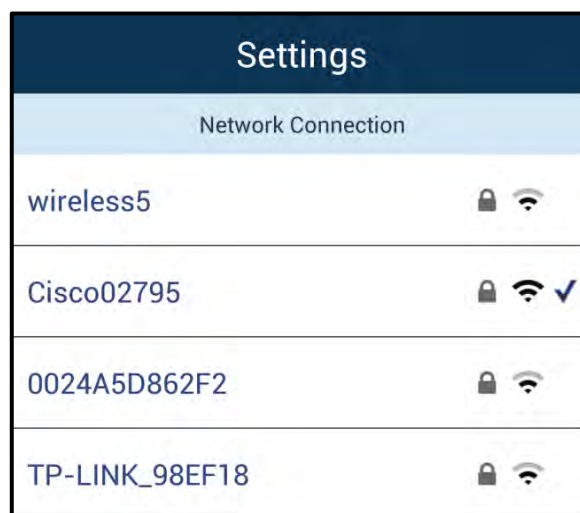 Settings
Network Connection
wireless5
Cisco02795
0024A5D862F2
TP-LINK_98EF18